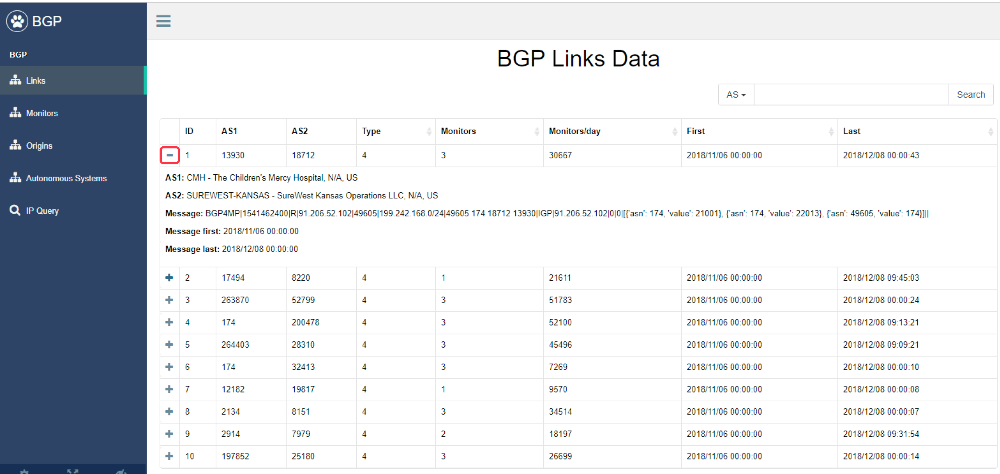 BGP
BGP
Links
Monitors
Origins
Autonomous Systems
IP Query
BGP Links Data
AS Search
ID AS1 AS2 Type Monitors Monitors/day First Last
1 13930 18712 4 3 30667 2018/11/06 00:00:00 2018/12/08 00:00:43
AS1: CMH - The Children's Mercy Hospital, N/A, US
AS2: SUREWEST-KANSAS - SureWest Kansas Operations LLC, N/A, US
Message: BGP4MP|1541462400|R|91.206.52.102|49605|199.242.168.0/24|49605 174 18712 13930|IGP|91.206.52.102|0|0|[{'asn': 174, 'value': 21001}, {'asn': 174, 'value': 22013}, {'asn': 49605, 'value': 174}]||
Message first: 2018/11/06 00:00:00
Message last: 2018/12/08 00:00:00
2 17494 8220 4 1 21611 2018/11/06 00:00:00 2018/12/08 09:45:03
3 263870 52799 4 3 51783 2018/11/06 00:00:00 2018/12/08 00:00:24
4 174 200478 4 3 52100 2018/11/06 00:00:00 2018/12/08 09:13:21
5 264403 28310 4 3 45496 2018/11/06 00:00:00 2018/12/08 09:09:21
6 174 32413 4 3 7269 2018/11/06 00:00:00 2018/12/08 00:00:10
7 12182 19817 4 1 9570 2018/11/06 00:00:00 2018/12/08 00:00:08
8 2134 8151 4 3 34514 2018/11/06 00:00:00 2018/12/08 00:00:07
9 2914 7979 4 2 18197 2018/11/06 00:00:00 2018/12/08 09:31:54
10 197852 25180 4 3 26699 2018/11/06 00:00:00 2018/12/08 00:00:14